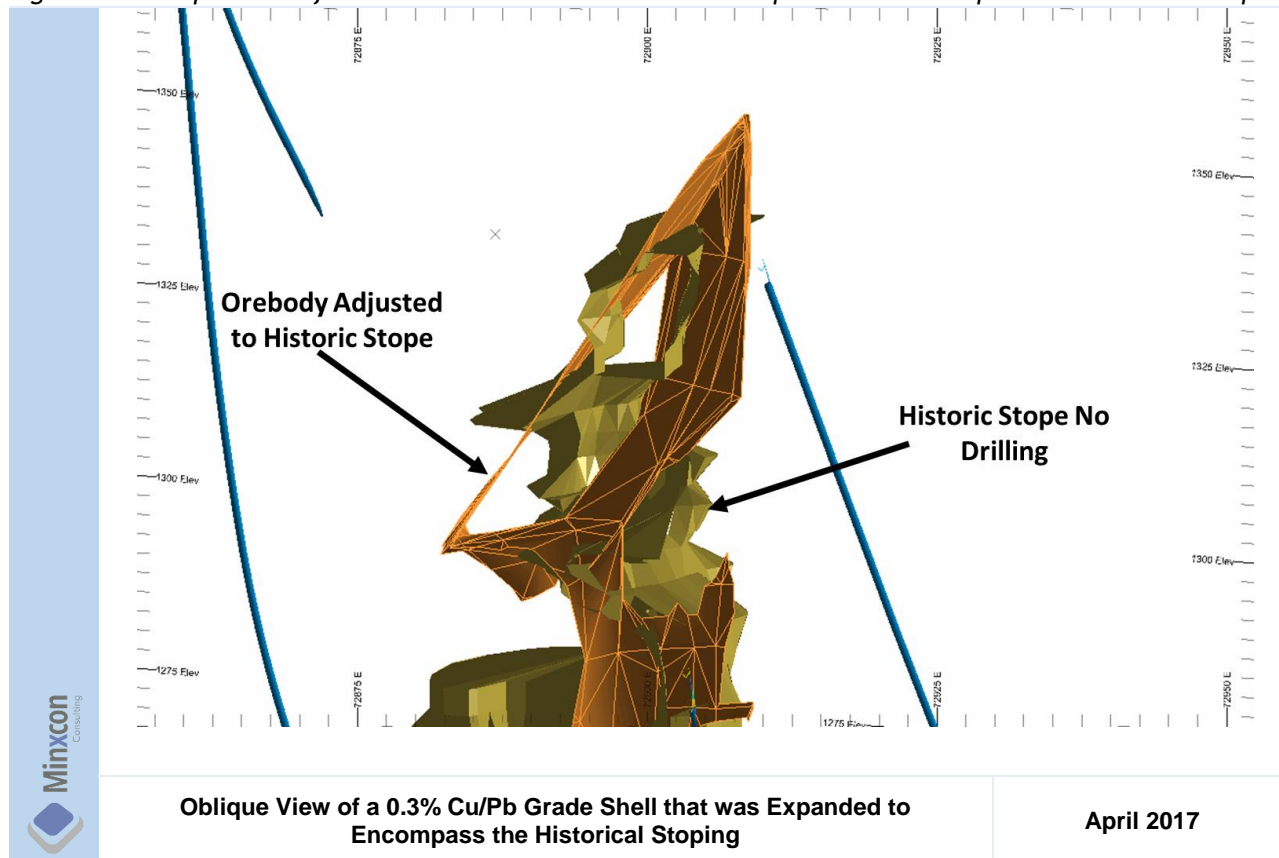 72875 E
72900 E
72925 E
72950 E
1350 Elev
1350 Elev
1325 Elev
Orebody Adjusted
to Historic Stope
1325 Elev
Historic Stope No
Drilling
1300 Elev
1300 Elev
1275 Elev
72875 E
72900 E
72925 E
72950 E
1275 Elev
Minxcon
Consulting
Oblique View of a 0.3% Cu/Pb Grade Shell that was Expanded to
Encompass the Historical Stoping
April 2017